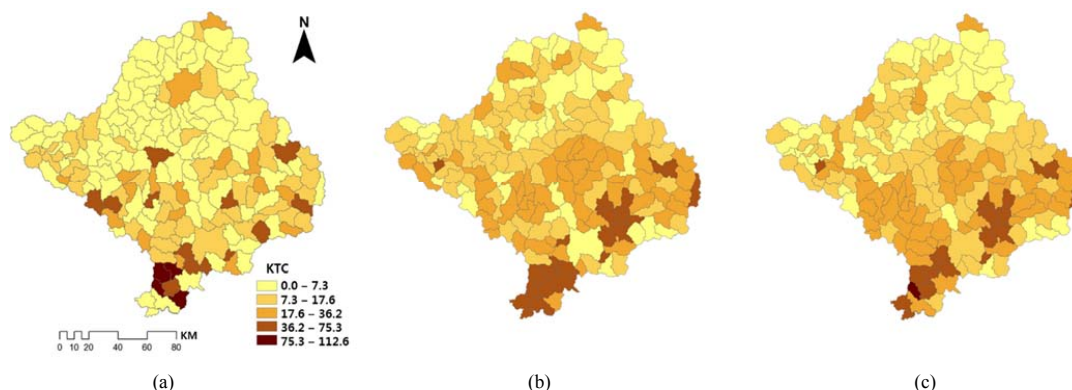 N
KTC
0.0 – 7.3
7.3 – 17.6
17.6 – 36.2
36.2 – 75.3
75.3 – 112.6
KM
0 10 20 40 60 80
(a) (b) (c)